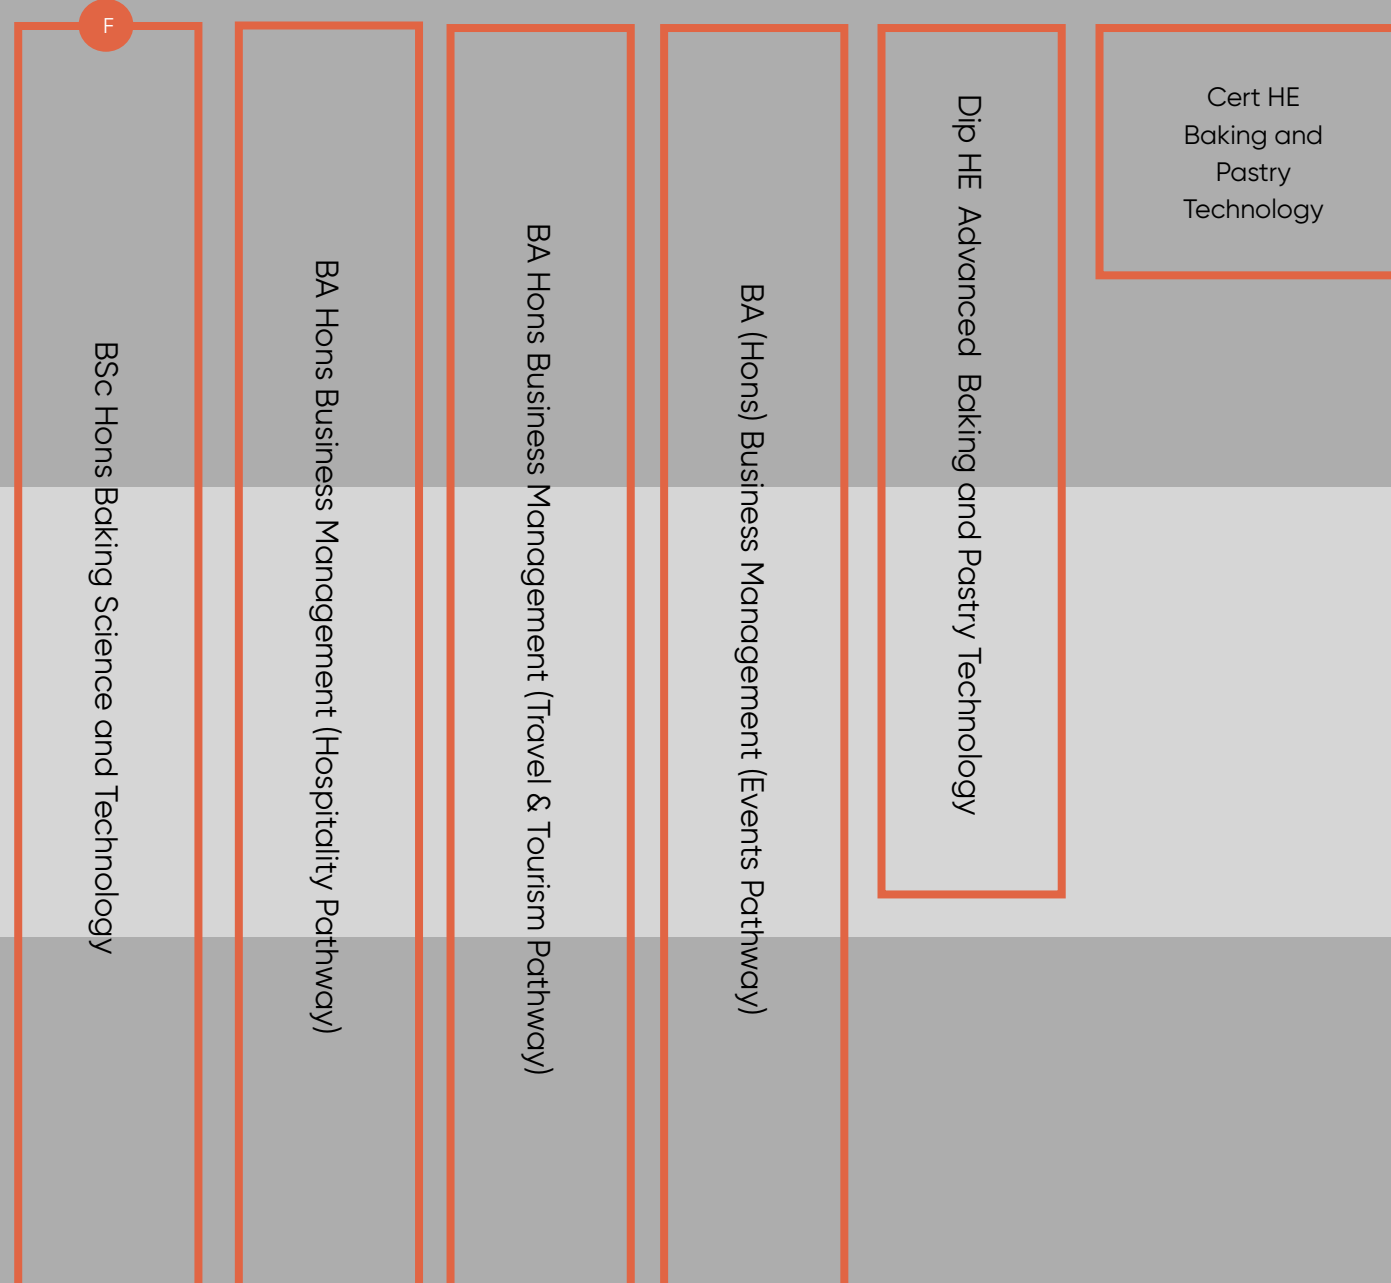 F
BSc Hons Baking Science and Technology
BA Hons Business Management (Hospitality Pathway)
BA Hons Business Management (Travel & Tourism Pathway)
BA (Hons) Business Management (Events Pathway)
Dip HE Advanced Baking and Pastry Technology
Cert HE
Baking and
Pastry
Technology